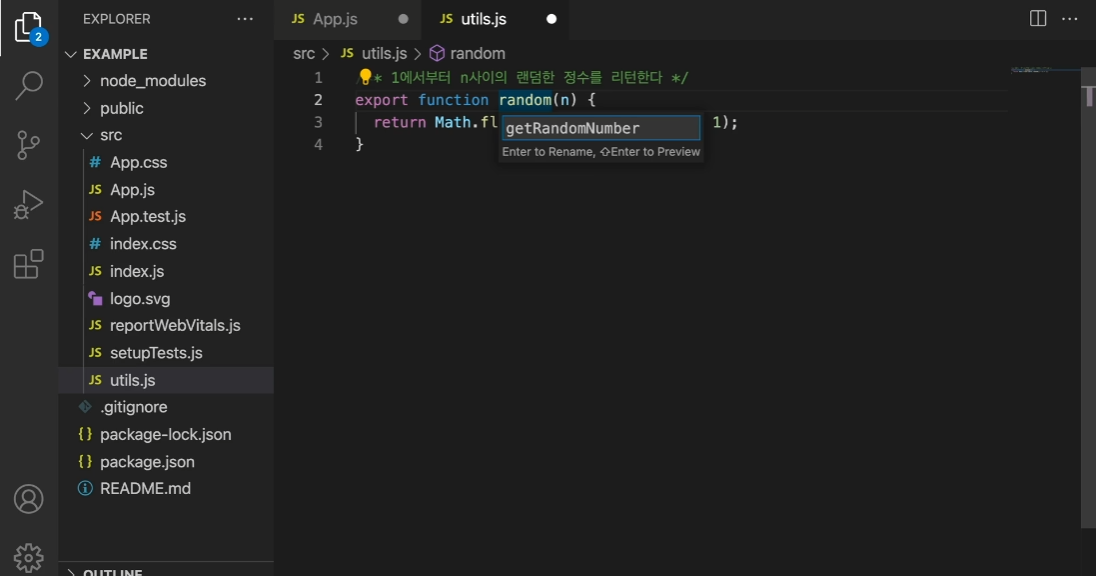 2
EXPLORER ···
EXAMPLE
node_modules
public
src
# App.css
JS App.js
JS App.test.js
# index.css
JS index.js
logo.svg
JS reportWebVitals.js
JS setupTests.js
JS utils.js
.gitignore
{} package-lock.json
{} package.json
README.md
OUTLINE
JS App.js ● JS utils.js ●
···
src > JS utils.js > random
1 /* 1에서부터 n사이의 랜덤한 정수를 리턴한다 */
2 export function random(n) {
3 return Math.fl 1);
4 }
getRandomNumber
Enter to Rename, ⇧Enter to Preview